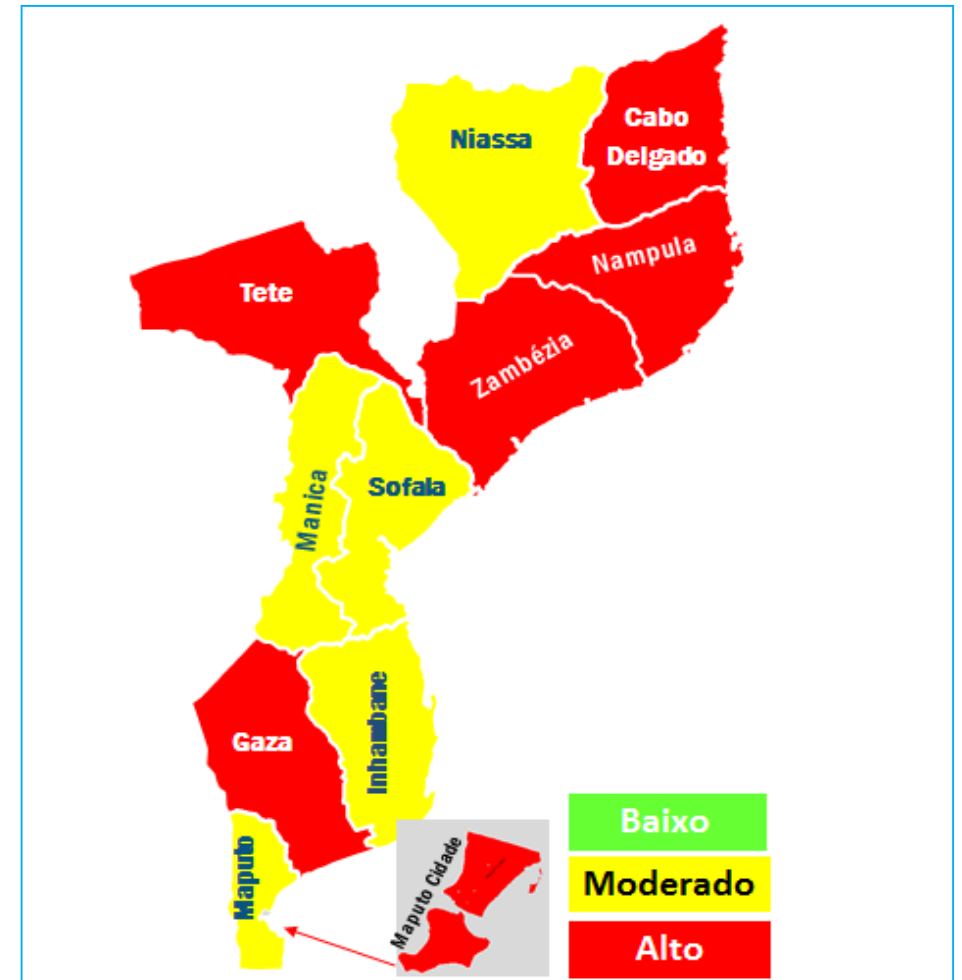 Cabo
Delgado
Niassa
Nampula
Tete
Zambézia
Sofala
Manica
Inhambane
Gaza
Maputo
Maputo Cidade
Baixo
Moderado
Alto